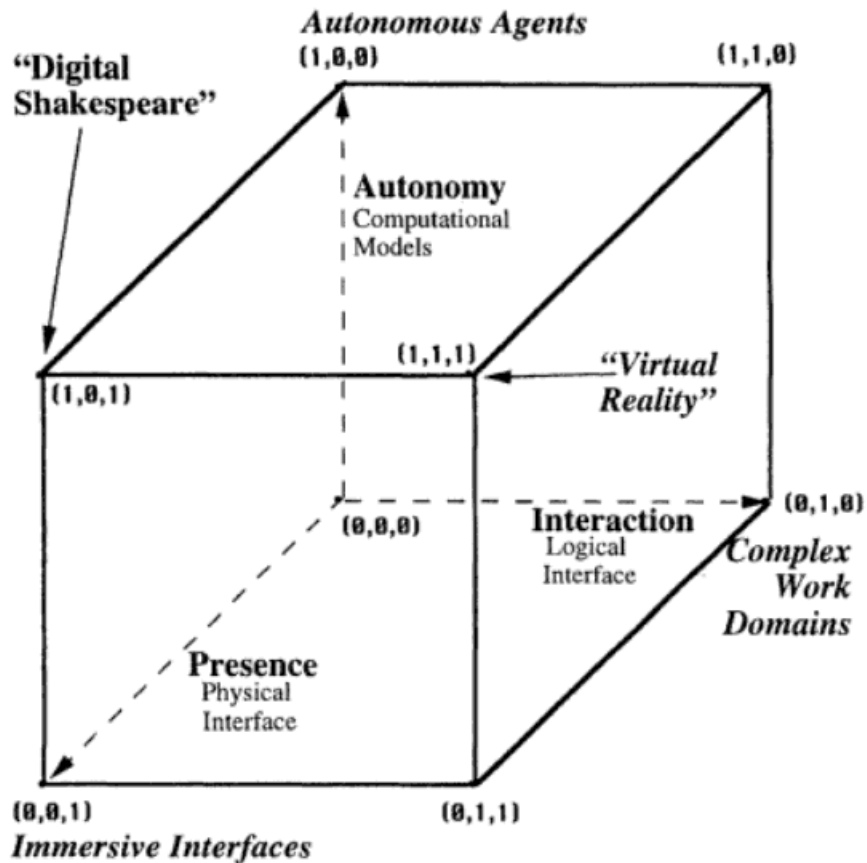 Autonomous Agents
(1,0,0)
(1,1,0)
“Digital
Shakespeare”
Autonomy
Computational
Models
(1,1,1)
“Virtual
Reality”
(1,0,1)
(0,0,0)
Interaction
Logical
Interface
(0,1,0)
Complex
Work
Domains
Presence
Physical
Interface
(0,0,1)
(0,1,1)
Immersive Interfaces